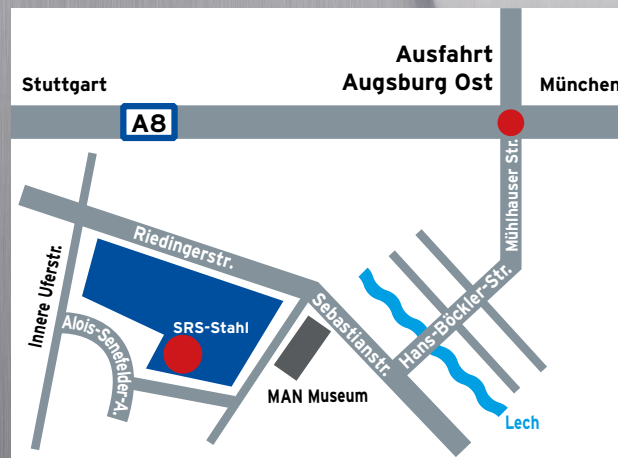 Ausfahrt
Augsburg Ost
Stuttgart
München
A8
Mühlhauser Str.
Riedingerstr.
Innere Uferstr.
Hans-Böckler-Str.
Sebastianstr.
SRS-Stahl
Alois-Senefelder-A.
MAN Museum
Lech